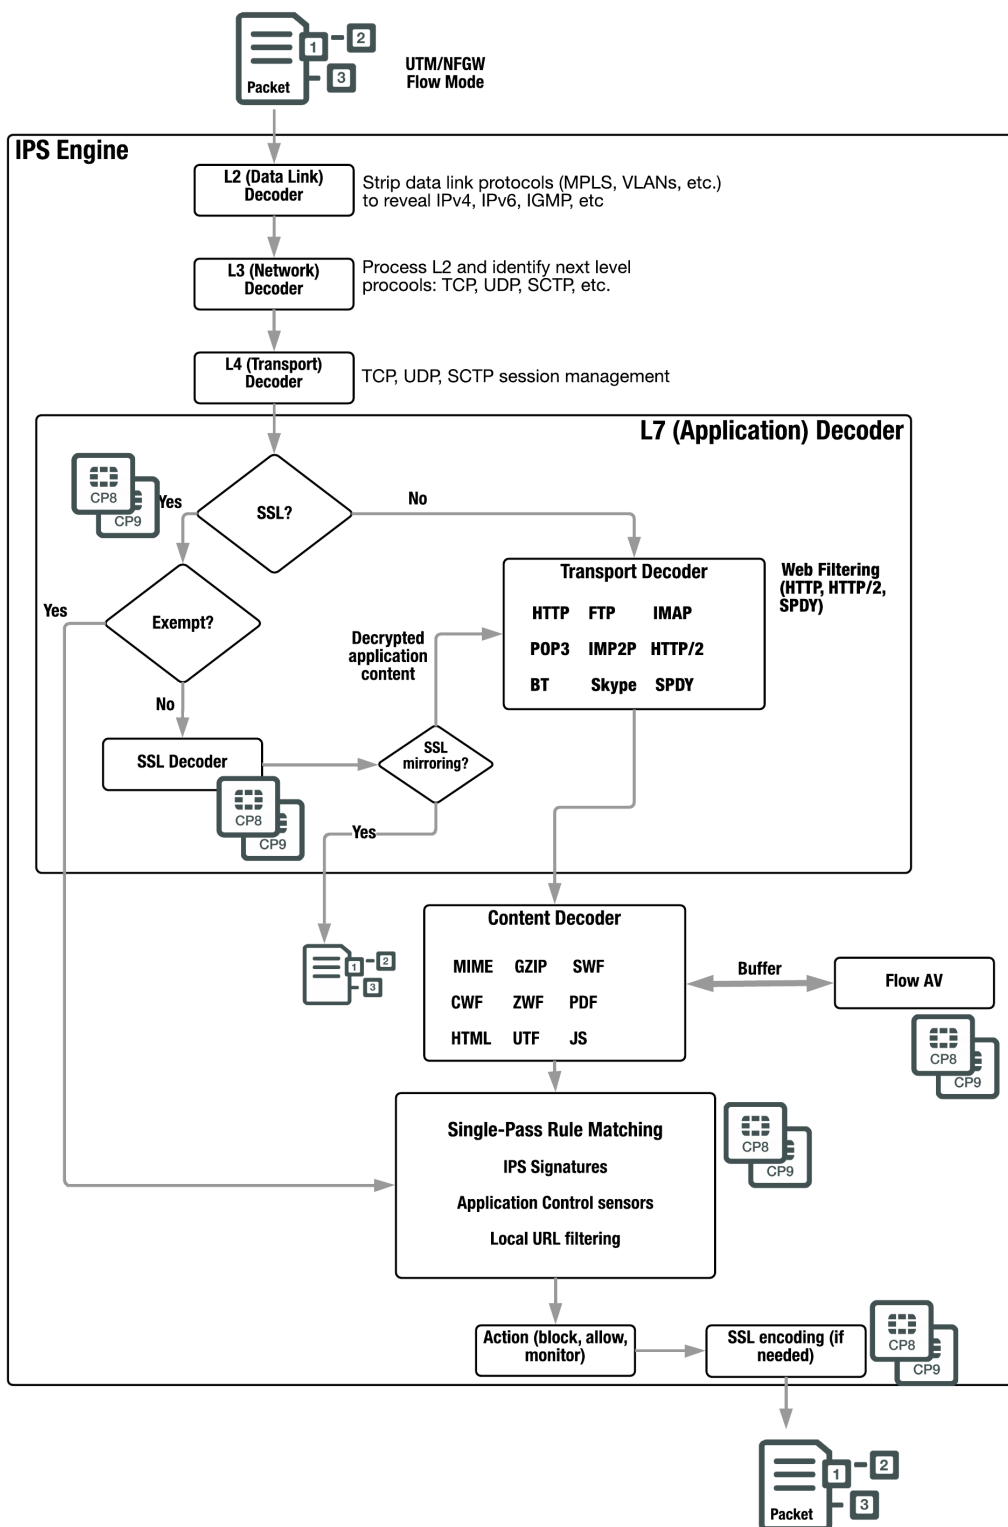 1
2
3
Packet
UTM/NFGW
Flow Mode
IPS Engine
L2 (Data Link)
Decoder
Strip data link protocols (MPLS, VLANs, etc.)
to reveal IPv4, IPv6, IGMP, etc
L3 (Network)
Decoder
Process L2 and identify next level
procools: TCP, UDP, SCTP, etc.
L4 (Transport)
Decoder
TCP, UDP, SCTP session management
L7 (Application) Decoder
CP8
CP9
Yes
SSL?
No
Exempt?
Yes
No
Transport Decoder
HTTP FTP IMAP
POP3 IMP2P HTTP/2
BT Skype SPDY
Web Filtering
(HTTP, HTTP/2,
SPDY)
Decrypted
application
content
SSL Decoder
CP8
CP9
SSL
mirroring?
Yes
1
2
3
Content Decoder
MIME GZIP SWF
CWF ZWF PDF
HTML UTF JS
Buffer
Flow AV
CP8
CP9
Single-Pass Rule Matching
IPS Signatures
Application Control sensors
Local URL filtering
CP8
CP9
Action (block, allow,
monitor)
SSL encoding (if
needed)
CP8
CP9
1
2
3
Packet